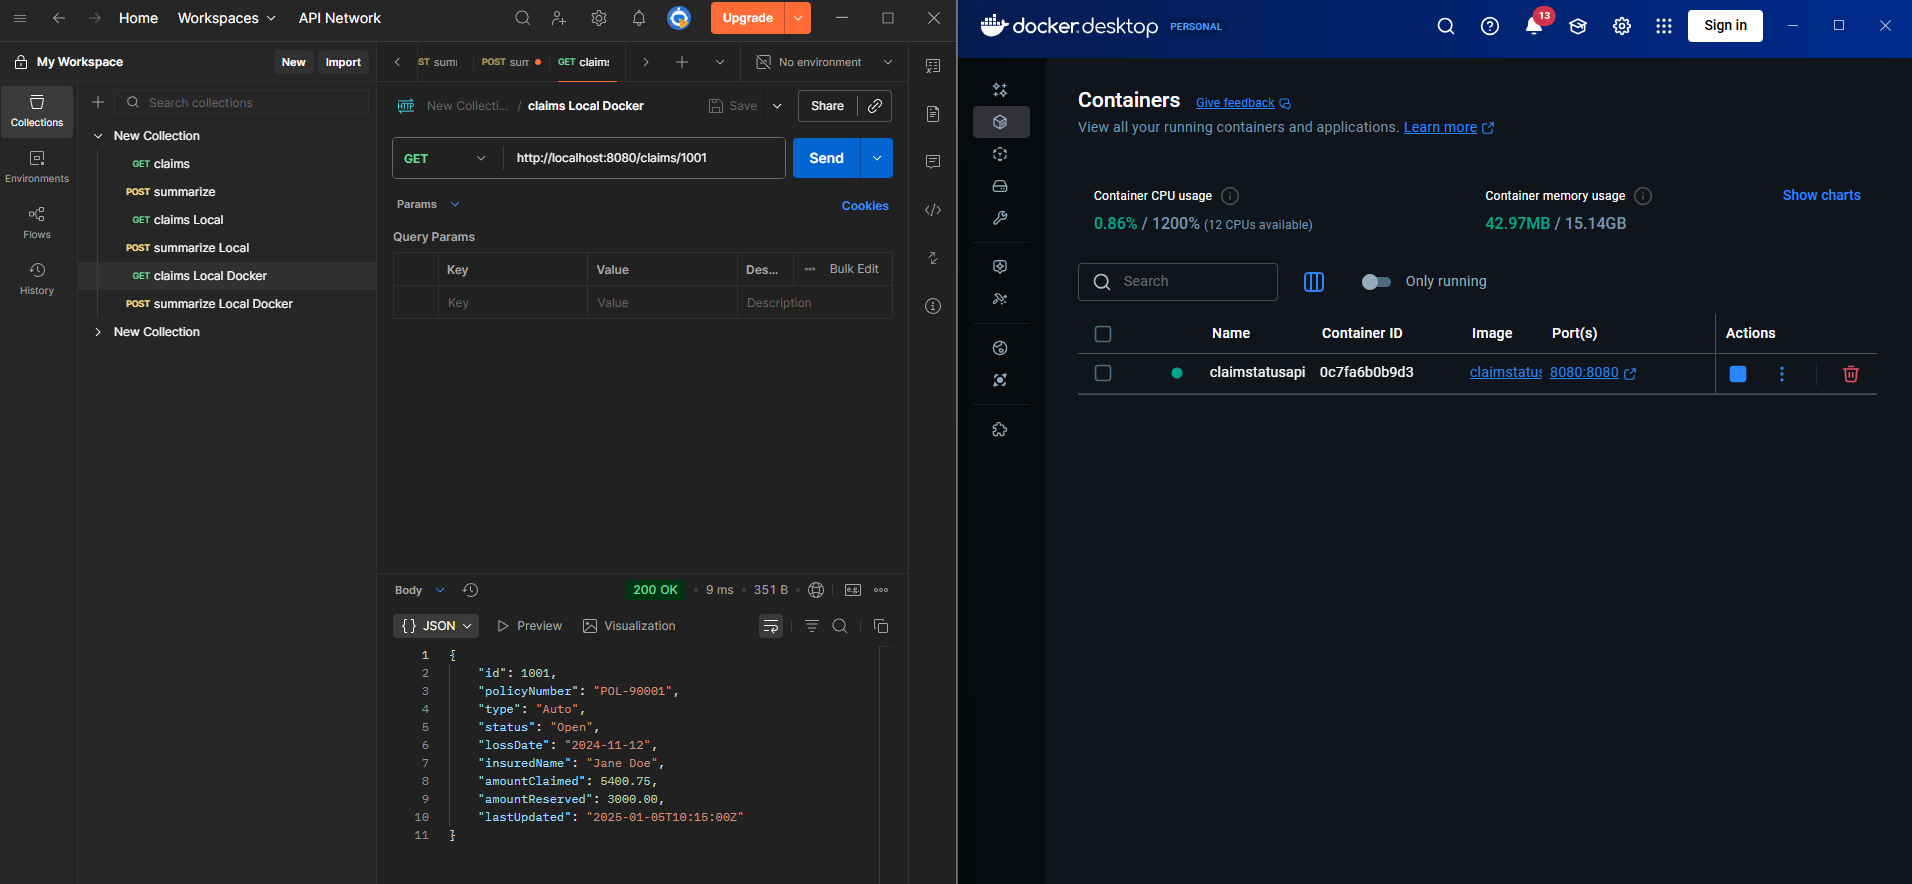 Home Workspaces API Network Upgrade
My Workspace New Import
ST sum POST sum GET claims No environment
Search collections
New Collecti... / claims Local Docker Save Share
Collections
Environments
Flows
History
New Collection
GET claims
POST summarize
GET claims Local
POST summarize Local
GET claims Local Docker
POST summarize Local Docker
New Collection
GET http://localhost:8080/claims/1001 Send
Params Cookies
Query Params
Key Value Des... Bulk Edit
Key Value Description
Body 200 OK 9 ms 351 B e.g.
{} JSON Preview Visualization
1 {
2 "id": 1001,
3 "policyNumber": "POL-90001",
4 "type": "Auto",
5 "status": "Open",
6 "lossDate": "2024-11-12",
7 "insuredName": "Jane Doe",
8 "amountClaimed": 5400.75,
9 "amountReserved": 3000.00,
10 "lastUpdated": "2025-01-05T10:15:00Z"
11 }
docker.desktop PERSONAL 13 Sign in
Containers Give feedback
View all your running containers and applications. Learn more
Container CPU usage
0.86% / 1200% (12 CPUs available)
Container memory usage
42.97MB / 15.14GB
Show charts
Search Only running
Name Container ID Image Port(s) Actions
claimstatusapi 0c7fa6b0b9d3 claimstatus 8080:8080